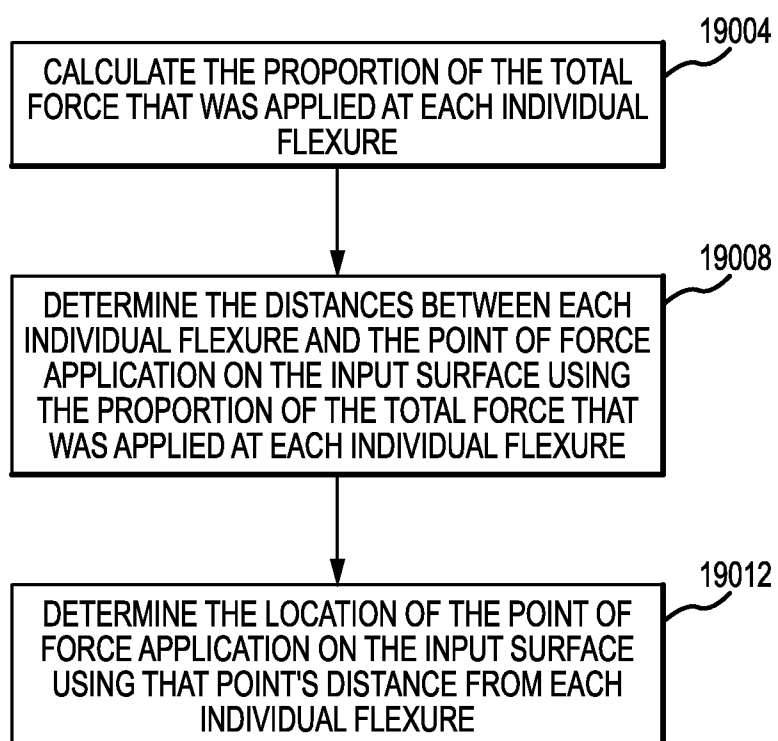 19004
CALCULATE THE PROPORTION OF THE TOTAL
FORCE THAT WAS APPLIED AT EACH INDIVIDUAL
FLEXURE
19008
DETERMINE THE DISTANCES BETWEEN EACH
INDIVIDUAL FLEXURE AND THE POINT OF FORCE
APPLICATION ON THE INPUT SURFACE USING
THE PROPORTION OF THE TOTAL FORCE THAT
WAS APPLIED AT EACH INDIVIDUAL FLEXURE
19012
DETERMINE THE LOCATION OF THE POINT OF
FORCE APPLICATION ON THE INPUT SURFACE
USING THAT POINT'S DISTANCE FROM EACH
INDIVIDUAL FLEXURE